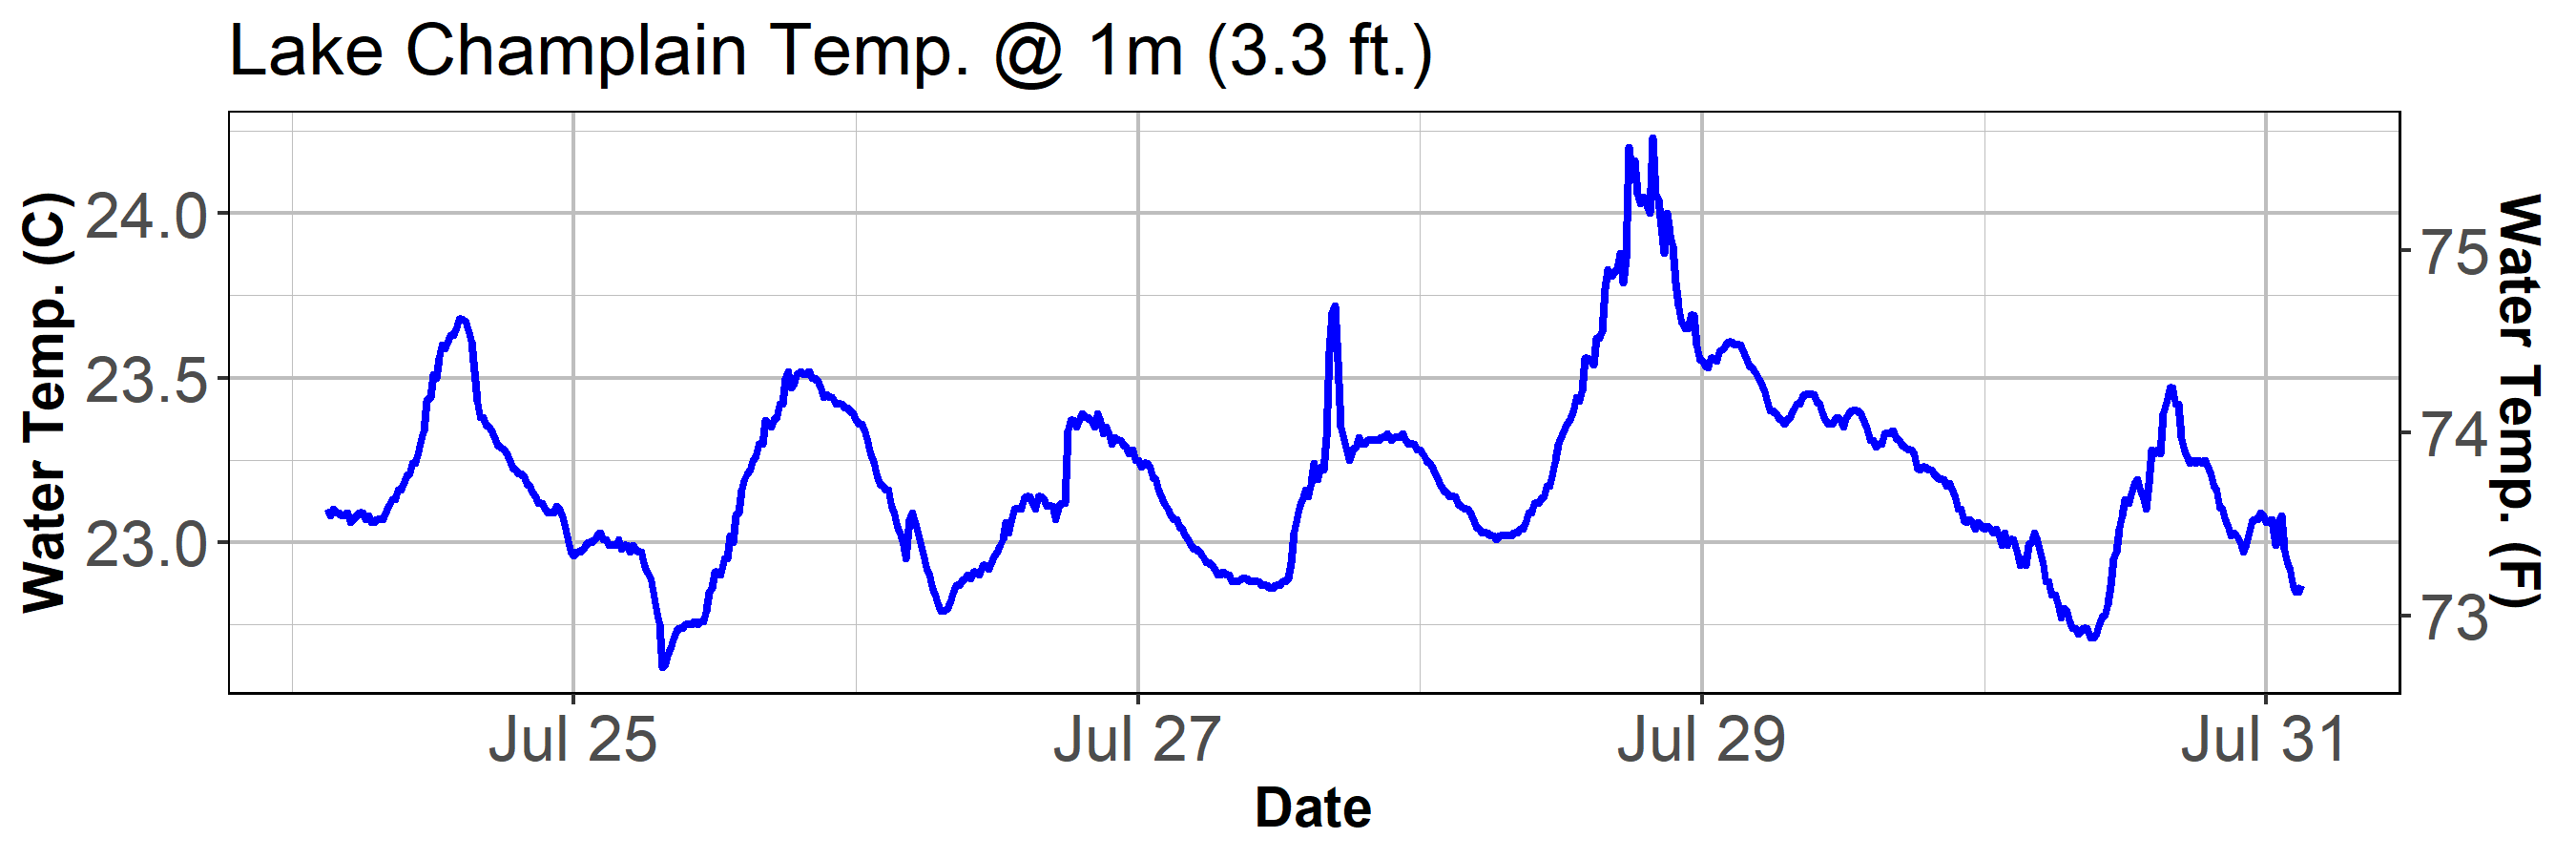 Lake Champlain Temp. @ 1m (3.3 ft.)
Water Temp. (C)
24.0
23.5
23.0
75
74
73
Water Temp. (F)
Jul 25
Jul 27
Jul 29
Jul 31
Date